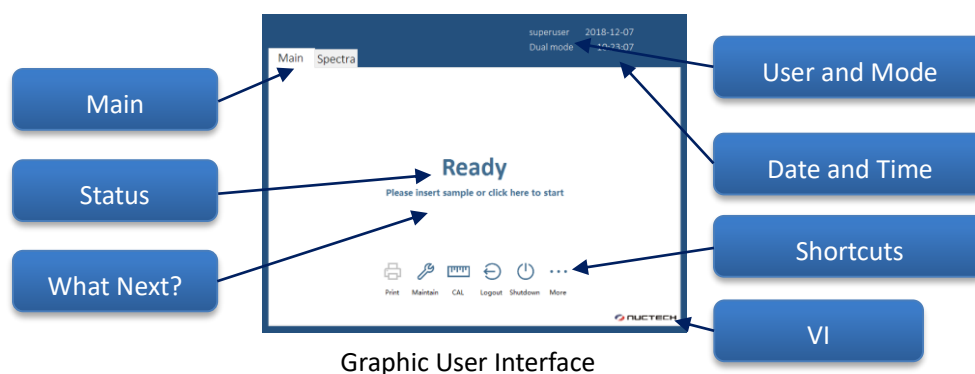 superuser 2018-12-07
Dual mode 10:23:07
Main Spectra
User and Mode
Main
Ready
Date and Time
Please insert sample or click here to start
Status
Shortcuts
What Next?
Print Maintain CAL Logout Shutdown More
NUCTECH
VI
Graphic User Interface